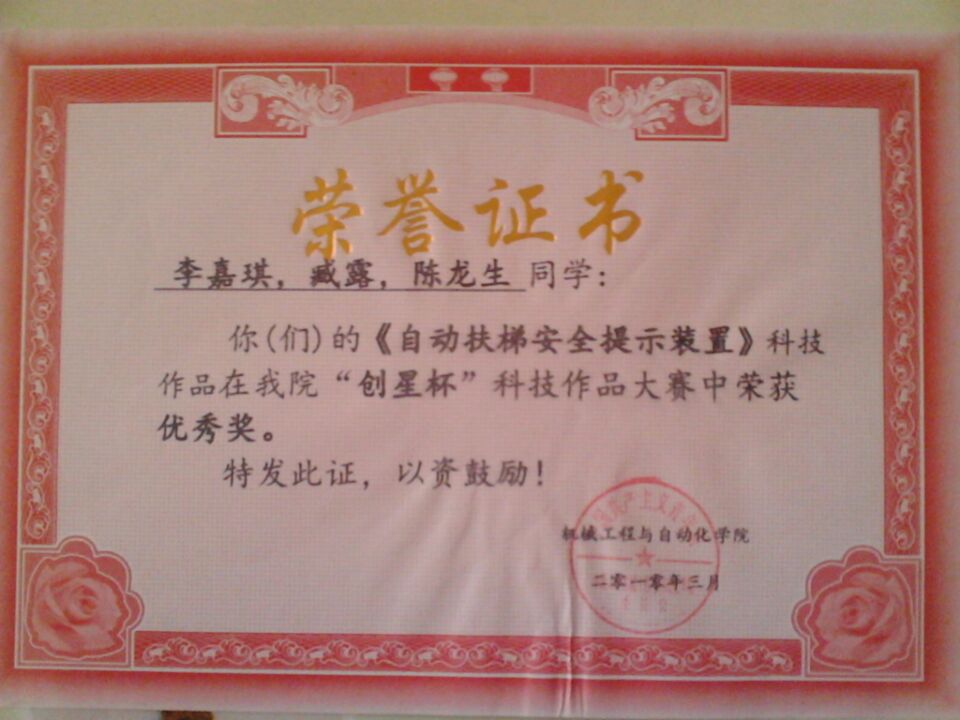 荣誉证书
李嘉琪，臧露，陈龙生 同学：
你(们)的《自动扶梯安全提示装置》科技
作品在我院“创星杯”科技作品大赛中荣获
优秀奖。
特发此证，以资鼓励！
机械工程与自动化学院
二零一零年三月